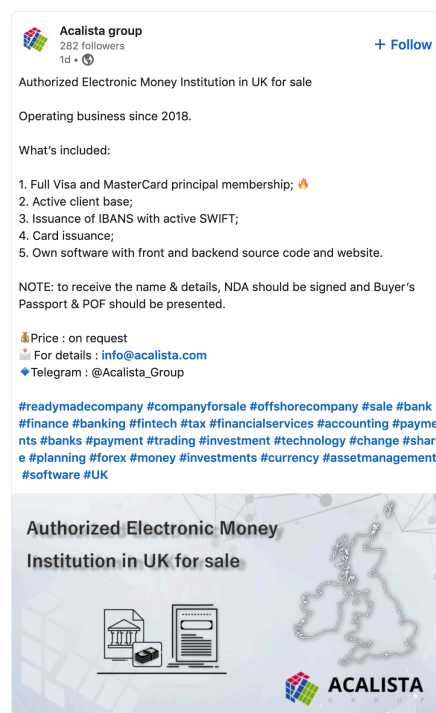 Acalista group
282 followers
1d •
+ Follow
Authorized Electronic Money Institution in UK for sale
Operating business since 2018.
What's included:
1. Full Visa and MasterCard principal membership; 🔥
2. Active client base;
3. Issuance of IBANS with active SWIFT;
4. Card issuance;
5. Own software with front and backend source code and website.
NOTE: to receive the name & details, NDA should be signed and Buyer's
Passport & POF should be presented.
💰Price : on request
📩 For details : info@acalista.com
🔹Telegram : @Acalista_Group
#readymadecompany #companyforsale #offshorecompany #sale #bank
#finance #banking #fintech #tax #financialservices #accounting #payme
nts #banks #payment #trading #investment #technology #change #shar
e #planning #forex #money #investments #currency #assetmanagement
#software #UK
Authorized Electronic Money
Institution in UK for sale
ACALISTA
GROUP